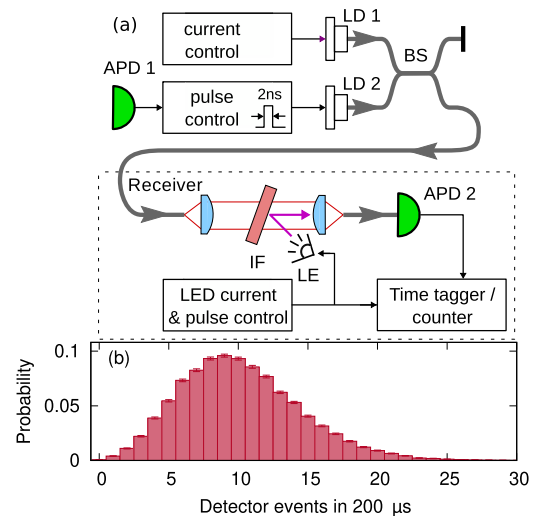 (a)
current
control
LD 1
BS
APD 1
pulse
control
2ns
LD 2
Receiver
APD 2
IF
LE
LED current
& pulse control
Time tagger /
counter
(b)
Probability
0.1
0.05
0
0 5 10 15 20 25 30
Detector events in 200 μs